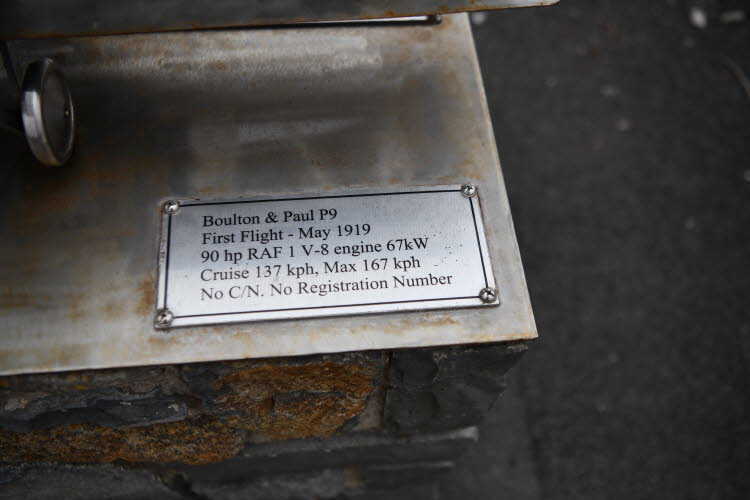 Boulton & Paul P9
First Flight - May 1919
90 hp RAF 1 V-8 engine 67kW
Cruise 137 kph, Max 167 kph
No C/N. No Registration Number